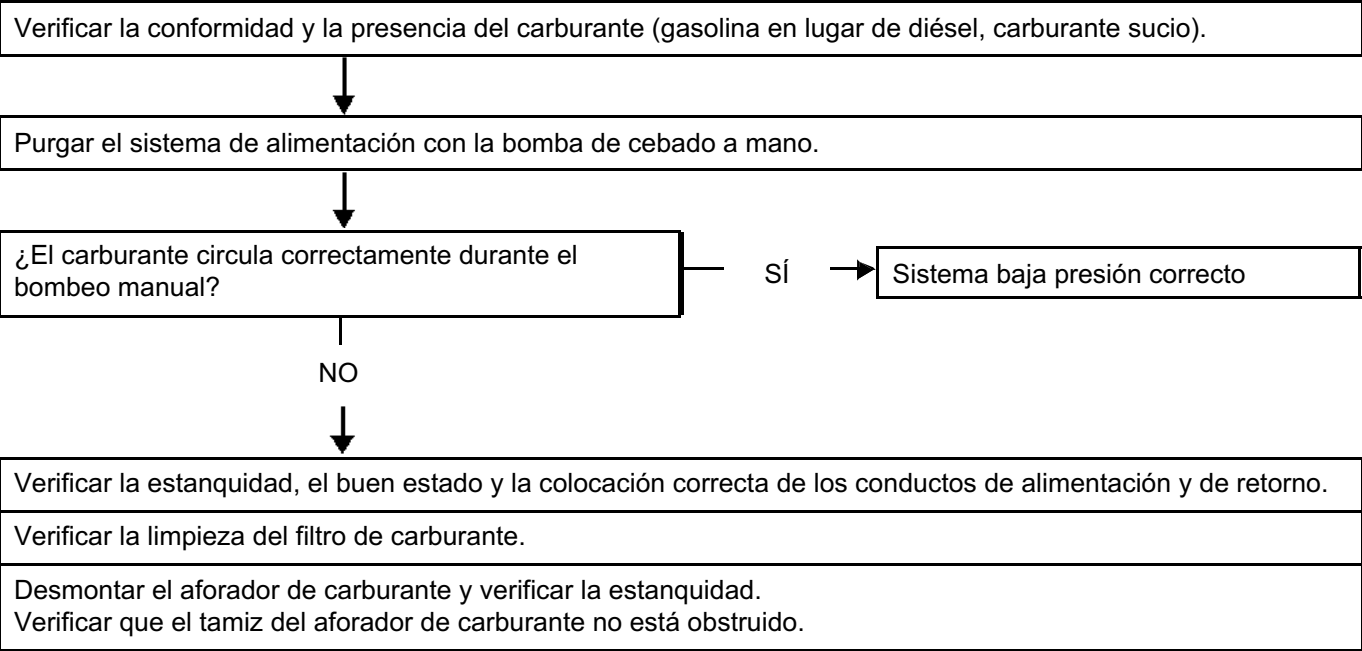 Verificar la conformidad y la presencia del carburante (gasolina en lugar de diésel, carburante sucio).
Purgar el sistema de alimentación con la bomba de cebado a mano.
¿El carburante circula correctamente durante el
bombeo manual?
SÍ
Sistema baja presión correcto
NO
Verificar la estanquidad, el buen estado y la colocación correcta de los conductos de alimentación y de retorno.
Verificar la limpieza del filtro de carburante.
Desmontar el aforador de carburante y verificar la estanquidad.
Verificar que el tamiz del aforador de carburante no está obstruido.